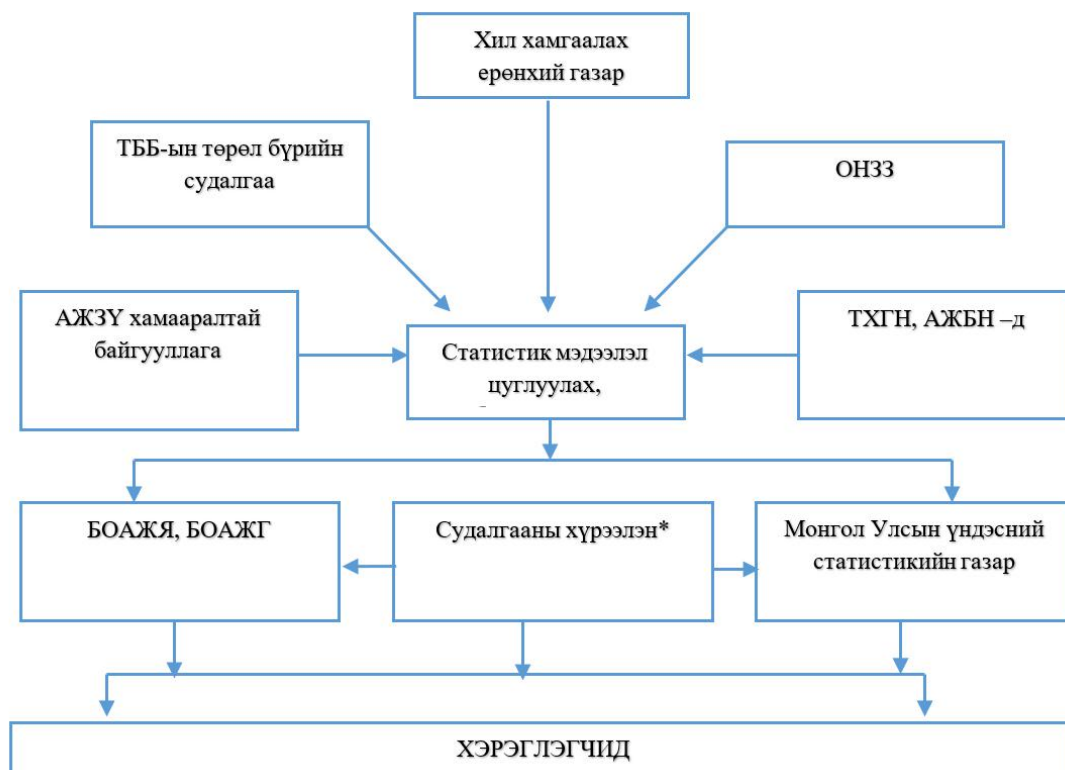 Хил хамгаалах
ерөнхий газар
ТББ-ын төрөл бүрийн
судалгаа
ОНЗЗ
АЖЗҮ хамааралтай
байгууллага
Статистик мэдээлэл
цуглуулах,
ТХГН, АЖБН –д
БОАЖЯ, БОАЖГ
Судалгааны хүрээлэн*
Монгол Улсын үндэсний
статистикийн газар
ХЭРЭГЛЭГЧИД